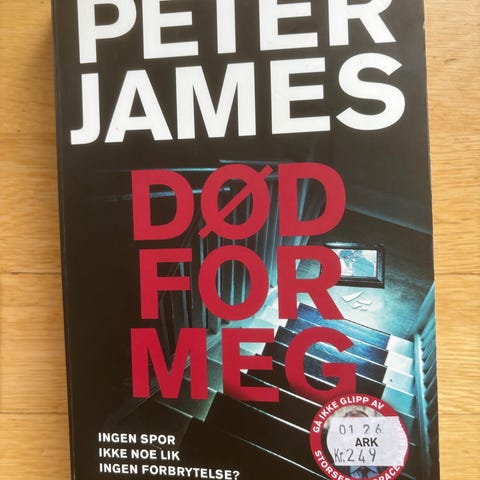 PETER
JAMES
DØD
FOR
MEG
INGEN SPOR
IKKE NOE LIK
INGEN FORBRYTELSE?
GÅ IKKE GLIPP AV
01 26
ARK
Kr.249